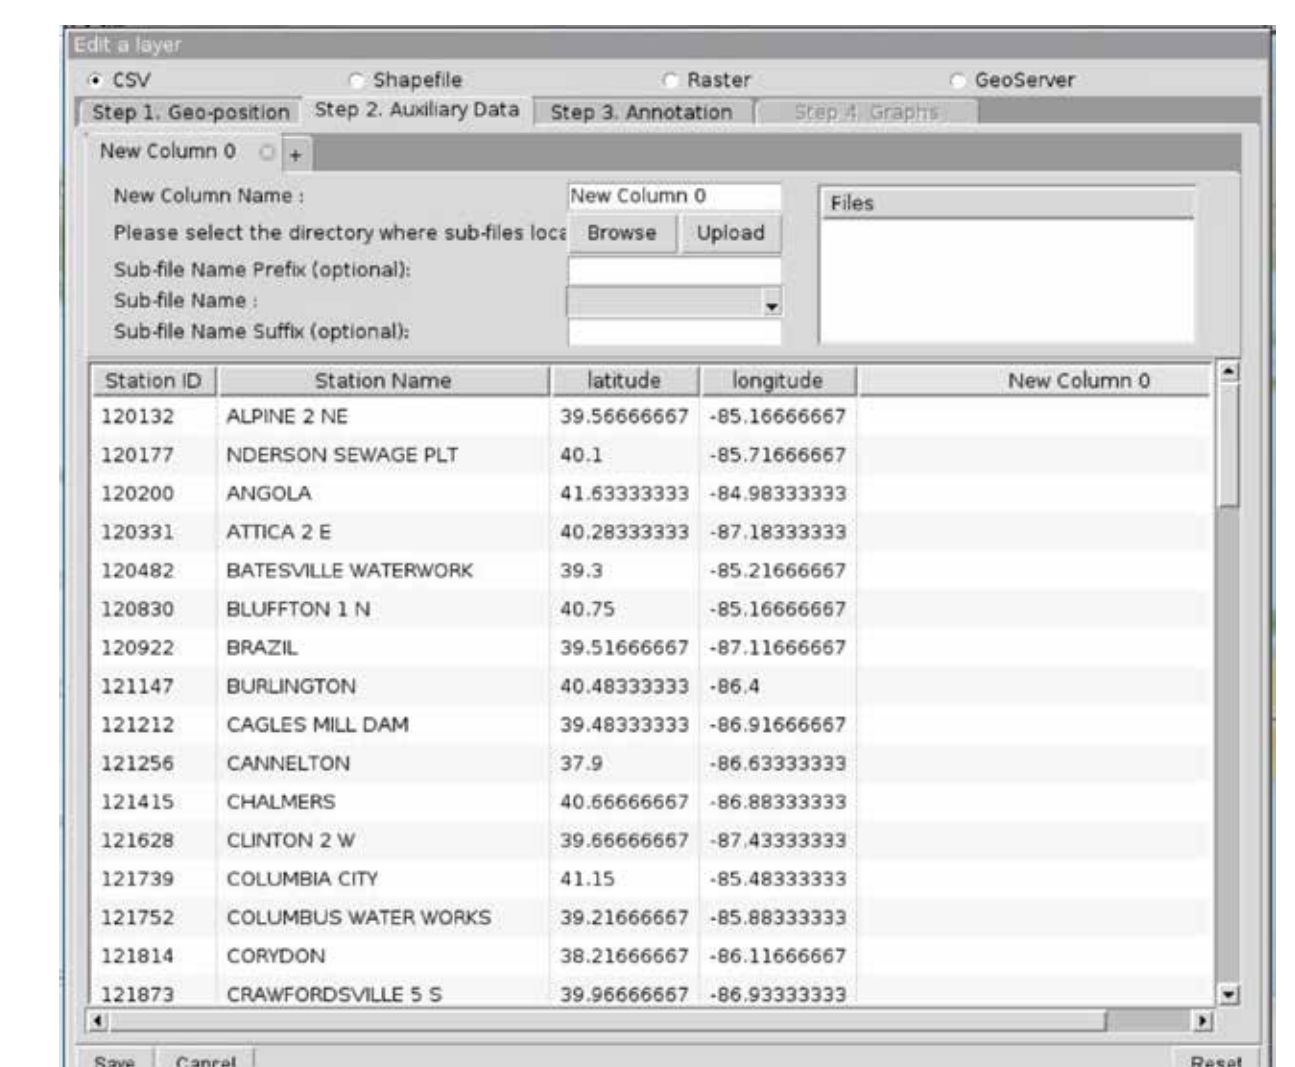 Edit a layer
CSV Shapefile Raster GeoServer
Step 1. Geo-position Step 2. Auxiliary Data Step 3. Annotation Step 4. Graphs
New Column 0 +
New Column Name : New Column 0 Files
Please select the directory where sub-files loca Browse Upload
Sub-file Name Prefix (optional):
Sub-file Name :
Sub-file Name Suffix (optional):
Station ID Station Name latitude longitude New Column 0
120132 ALPINE 2 NE 39.56666667 -85.16666667
120177 NDERSON SEWAGE PLT 40.1 -85.71666667
120200 ANGOLA 41.63333333 -84.98333333
120331 ATTICA 2 E 40.28333333 -87.18333333
120482 BATESVILLE WATERWORK 39.3 -85.21666667
120830 BLUFFTON 1 N 40.75 -85.16666667
120922 BRAZIL 39.51666667 -87.11666667
121147 BURLINGTON 40.48333333 -86.4
121212 CAGLES MILL DAM 39.48333333 -86.91666667
121256 CANNELTON 37.9 -86.63333333
121415 CHALMERS 40.66666667 -86.88333333
121628 CLINTON 2 W 39.66666667 -87.43333333
121739 COLUMBIA CITY 41.15 -85.48333333
121752 COLUMBUS WATER WORKS 39.21666667 -85.88333333
121814 CORYDON 38.21666667 -86.11666667
121873 CRAWFORDSVILLE 5 S 39.96666667 -86.93333333
Save Cancel Reset